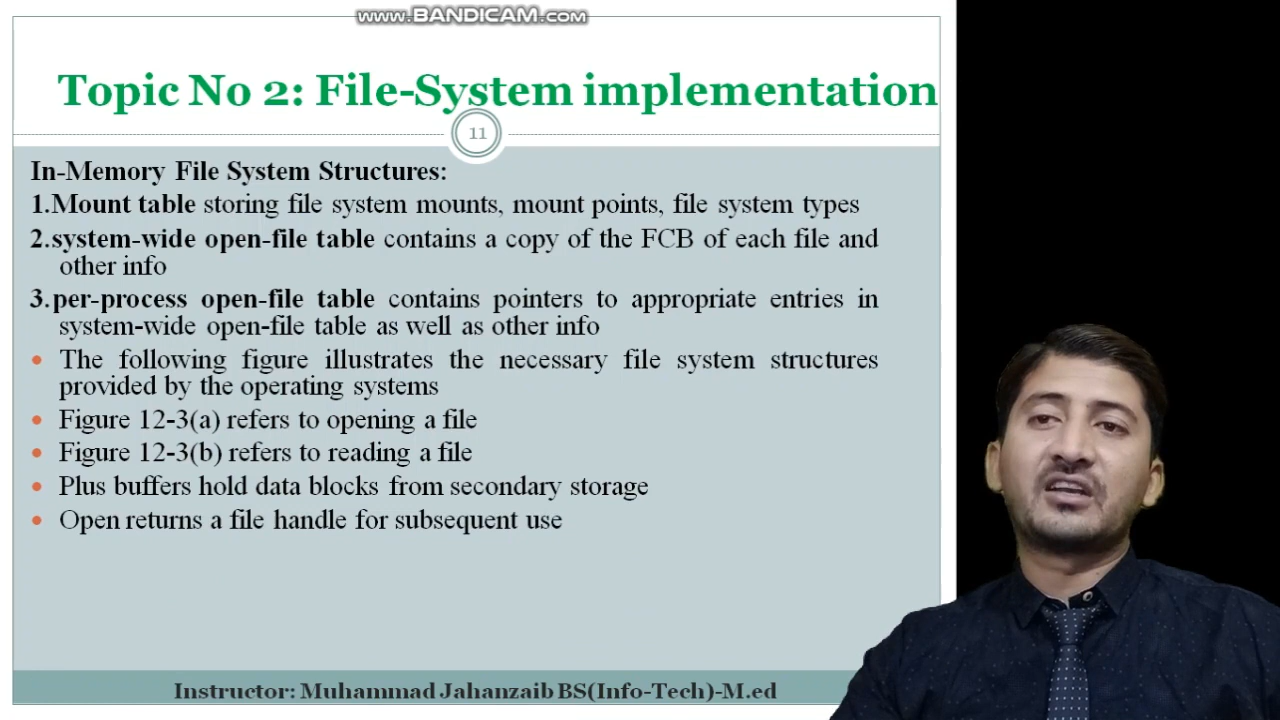 www.BANDICAM.com
Topic No 2: File-System implementation
11
In-Memory File System Structures:
1.Mount table storing file system mounts, mount points, file system types
2.system-wide open-file table contains a copy of the FCB of each file and
other info
3.per-process open-file table contains pointers to appropriate entries in
system-wide open-file table as well as other info
• The following figure illustrates the necessary file system structures
provided by the operating systems
• Figure 12-3(a) refers to opening a file
• Figure 12-3(b) refers to reading a file
• Plus buffers hold data blocks from secondary storage
• Open returns a file handle for subsequent use
Instructor: Muhammad Jahanzaib BS(Info-Tech)-M.ed